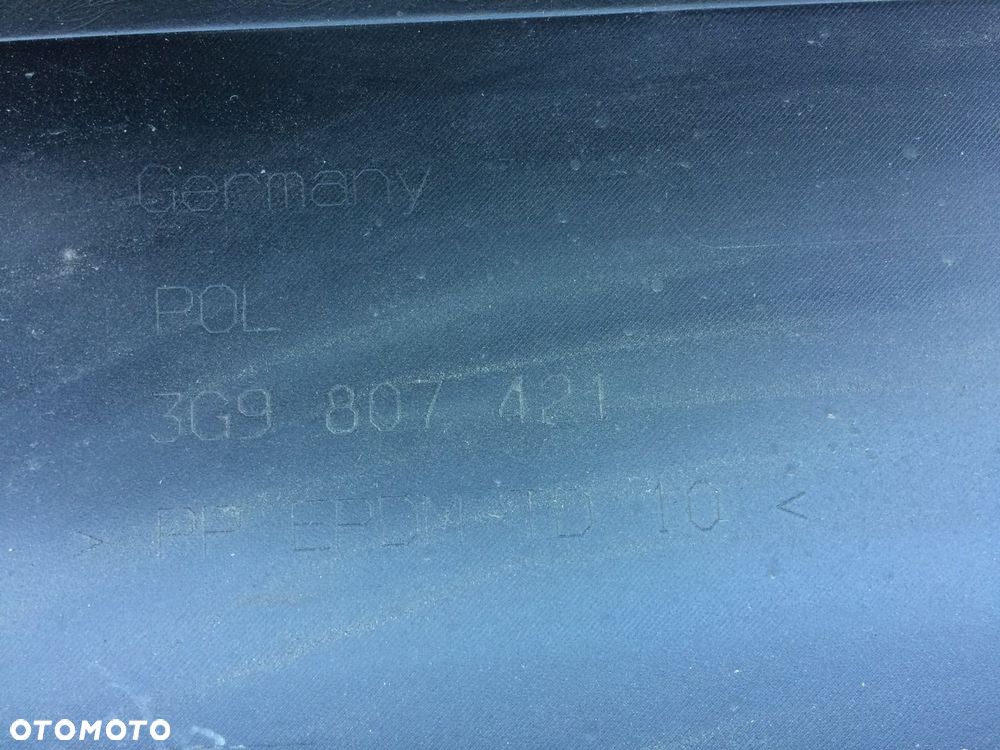 Germany
POL
3G9 807 421
> PP EPDM TD 10 <
OTOMOTO